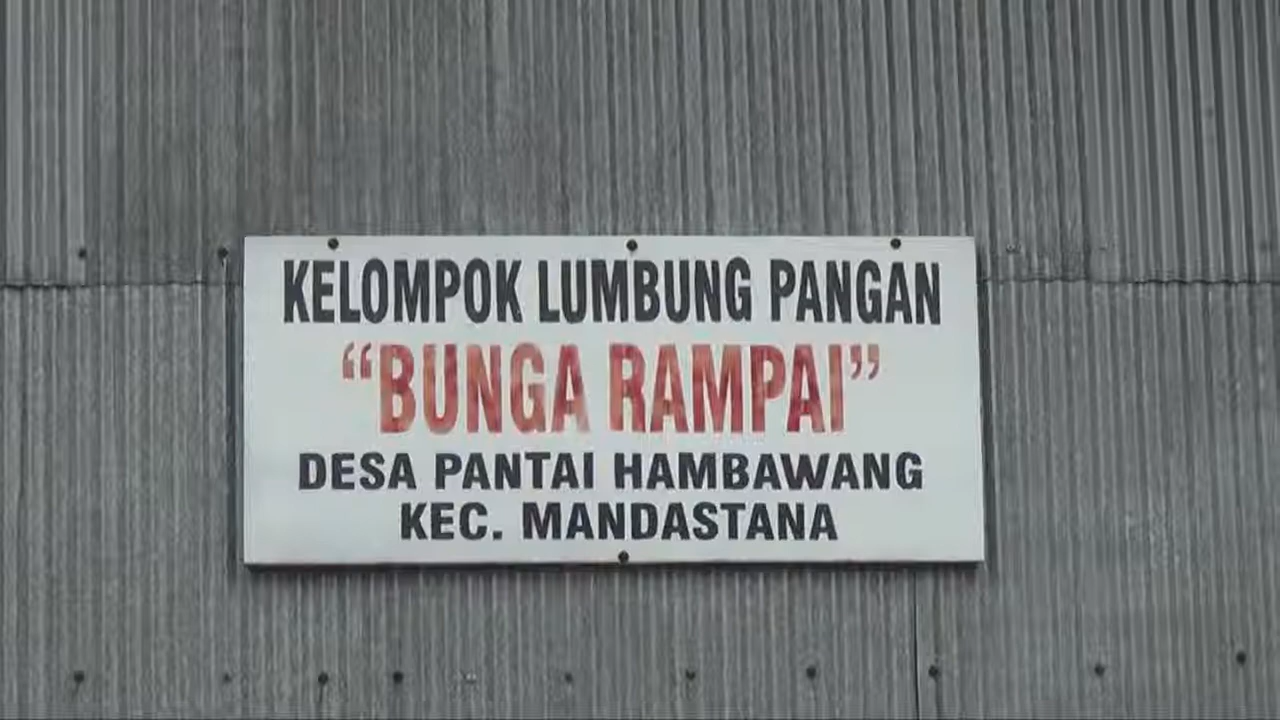 KELOMPOK LUMBUNG PANGAN
“BUNGA RAMPAI”
DESA PANTAI HAMBAWANG
KEC. MANDASTANA